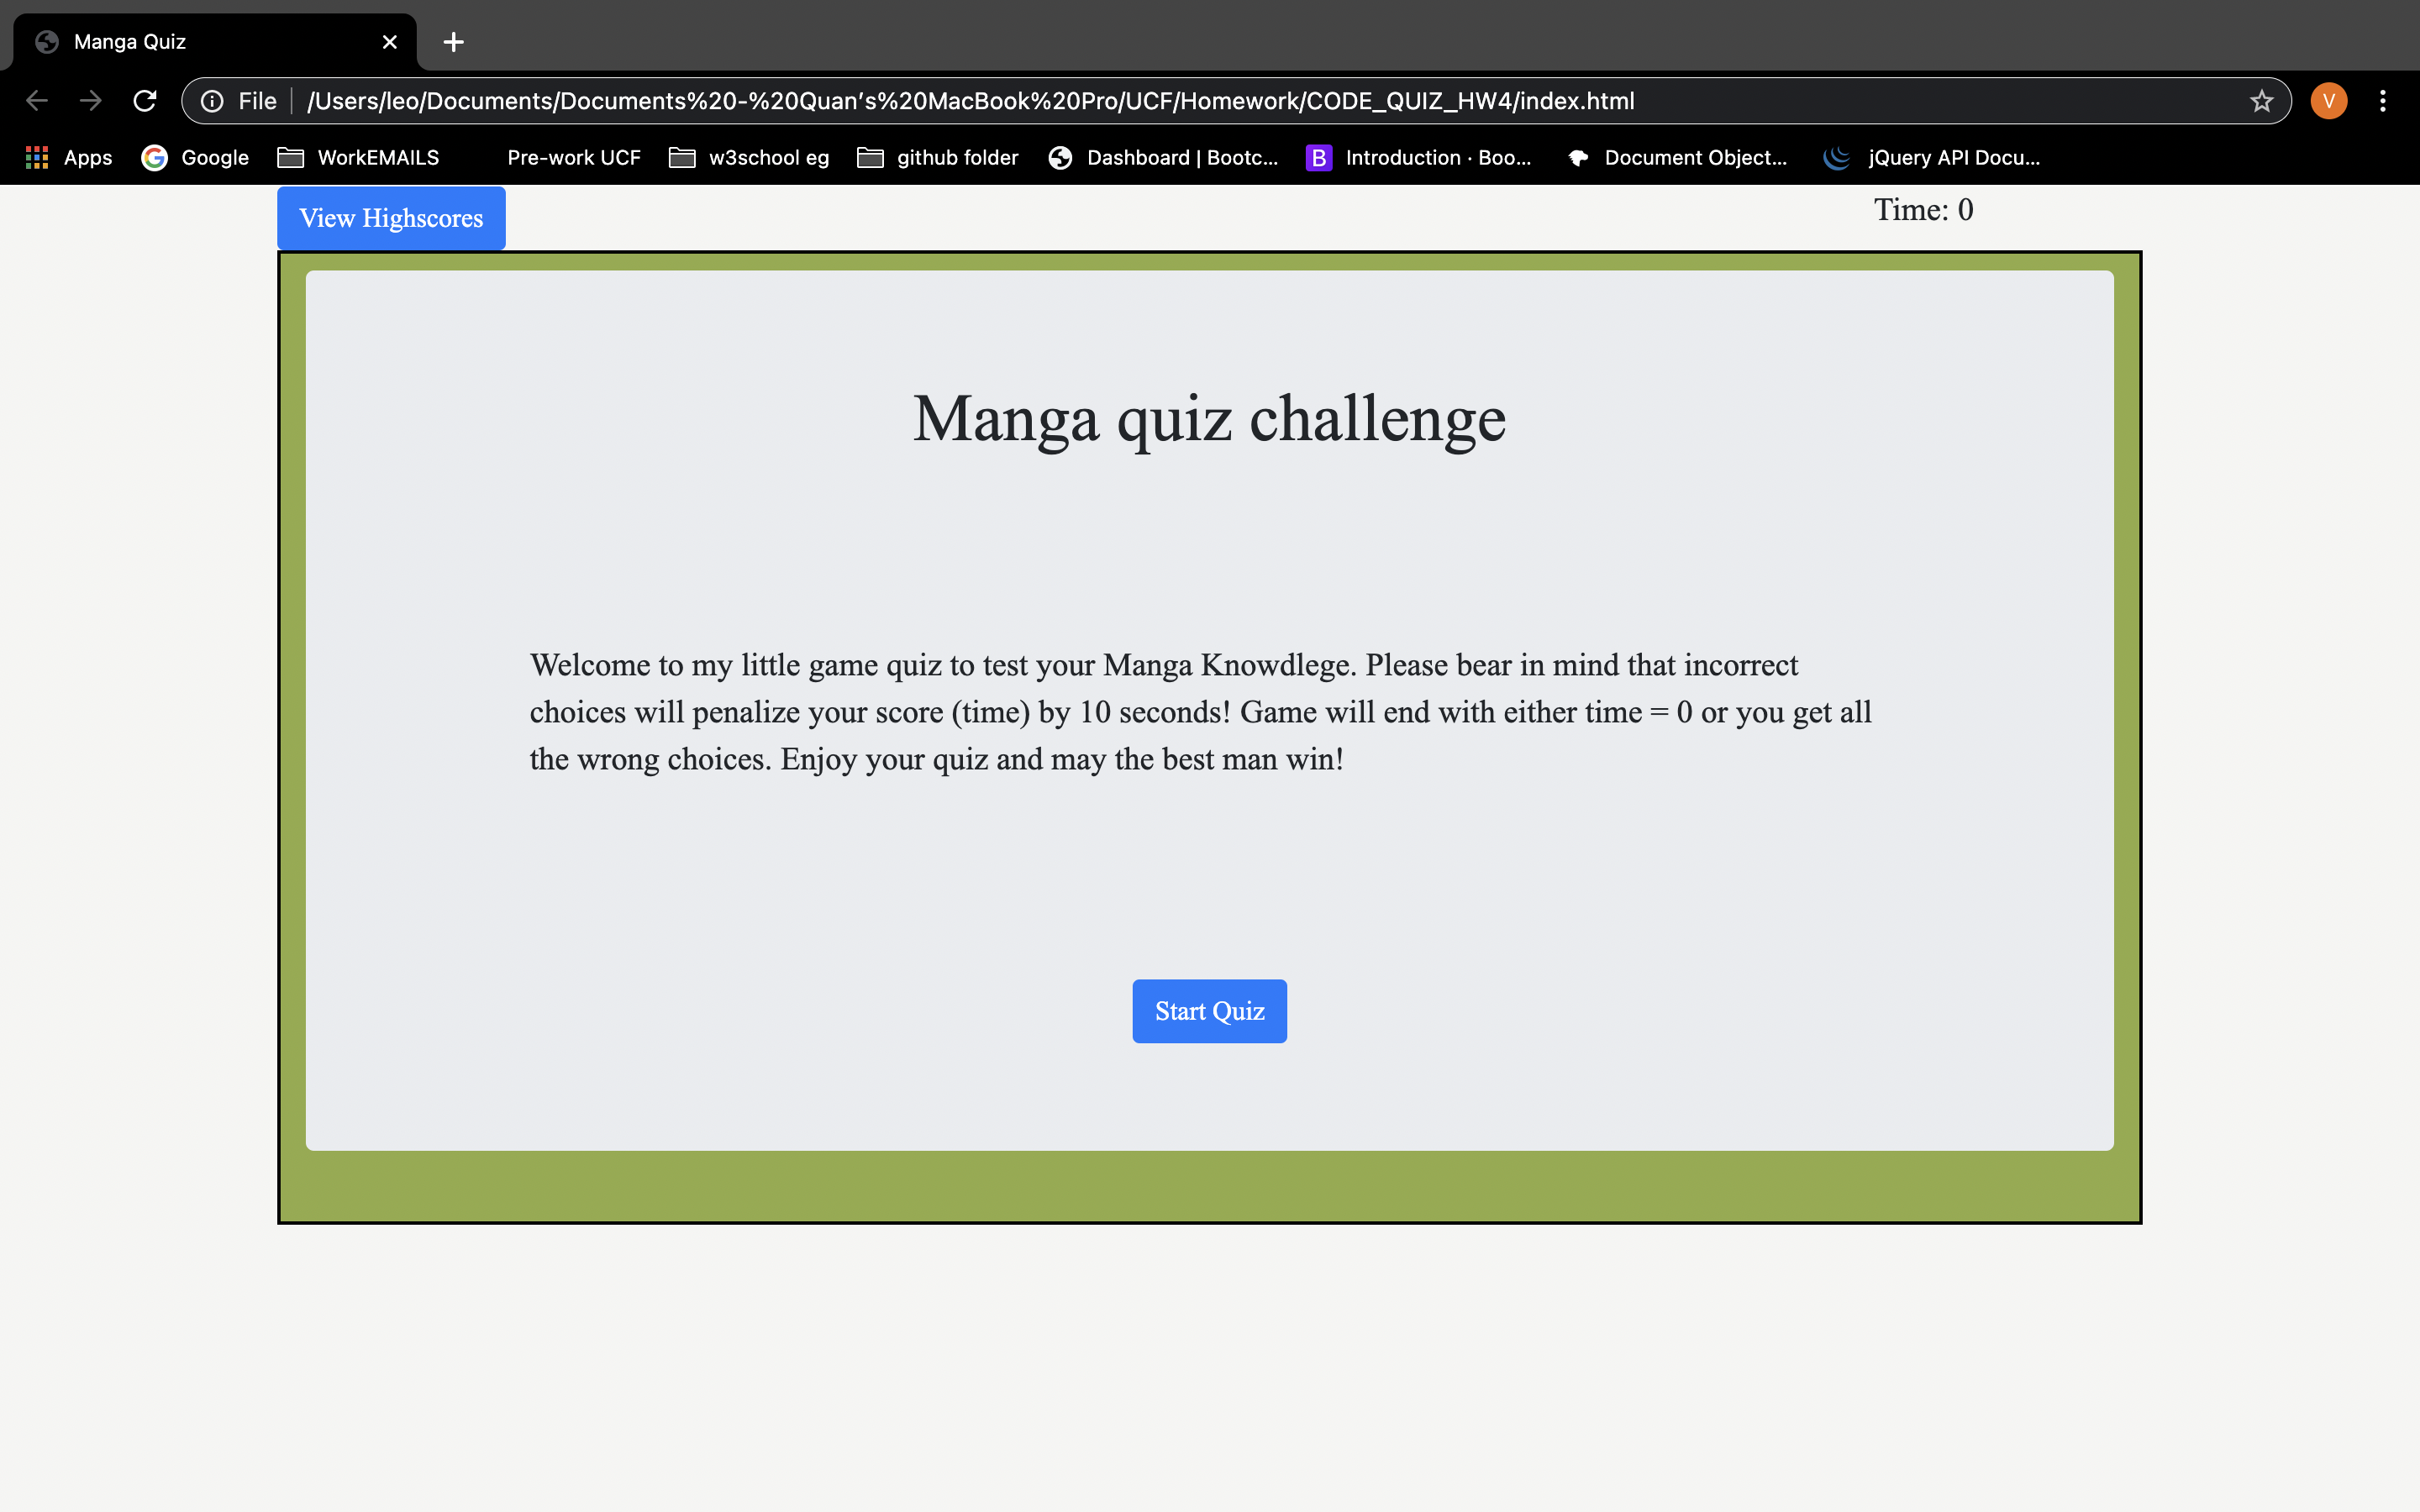 Manga Quiz
File /Users/leo/Documents/Documents%20-%20Quan’s%20MacBook%20Pro/UCF/Homework/CODE_QUIZ_HW4/index.html
V
Apps Google WorkEMAILS Pre-work UCF w3school eg github folder Dashboard | Bootc... B Introduction · Boo... Document Object... jQuery API Docu...
View Highscores
Time: 0
Manga quiz challenge
Welcome to my little game quiz to test your Manga Knowdlege. Please bear in mind that incorrect
choices will penalize your score (time) by 10 seconds! Game will end with either time = 0 or you get all
the wrong choices. Enjoy your quiz and may the best man win!
Start Quiz